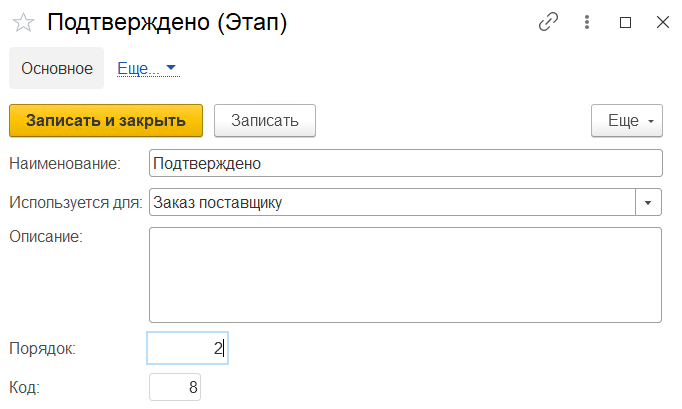 Подтверждено (Этап)
Основное Еще...
Записать и закрыть Записать Еще
Наименование: Подтверждено
Используется для: Заказ поставщику
Описание:
Порядок: 2
Код: 8